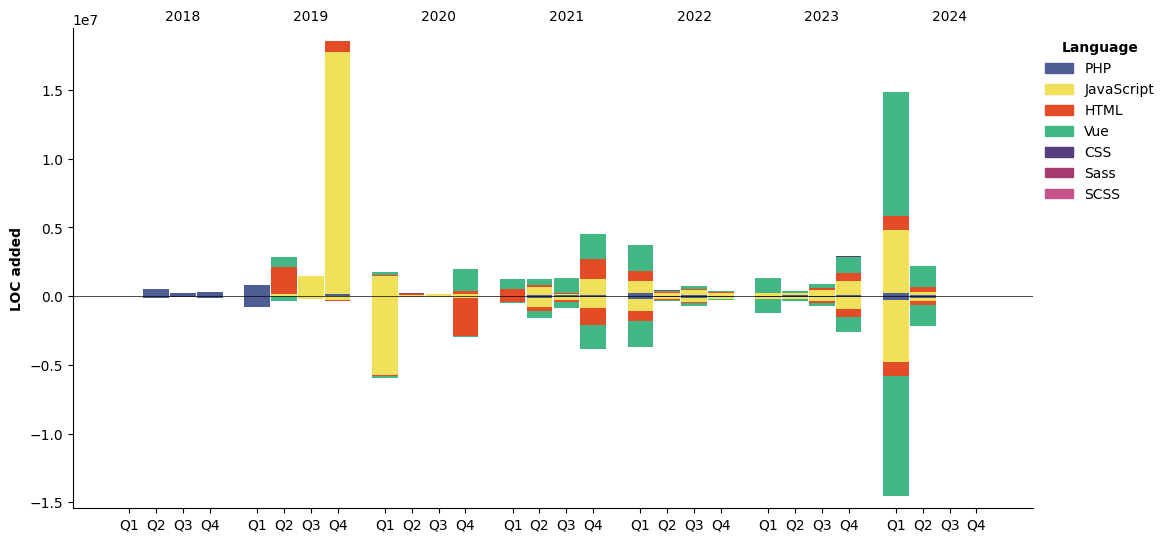 1e7
2018 2019 2020 2021 2022 2023 2024
Language
PHP
JavaScript
HTML
Vue
CSS
Sass
SCSS
LOC added
1.5
1.0
0.5
0.0
−0.5
−1.0
−1.5
Q1 Q2 Q3 Q4 Q1 Q2 Q3 Q4 Q1 Q2 Q3 Q4 Q1 Q2 Q3 Q4 Q1 Q2 Q3 Q4 Q1 Q2 Q3 Q4 Q1 Q2 Q3 Q4